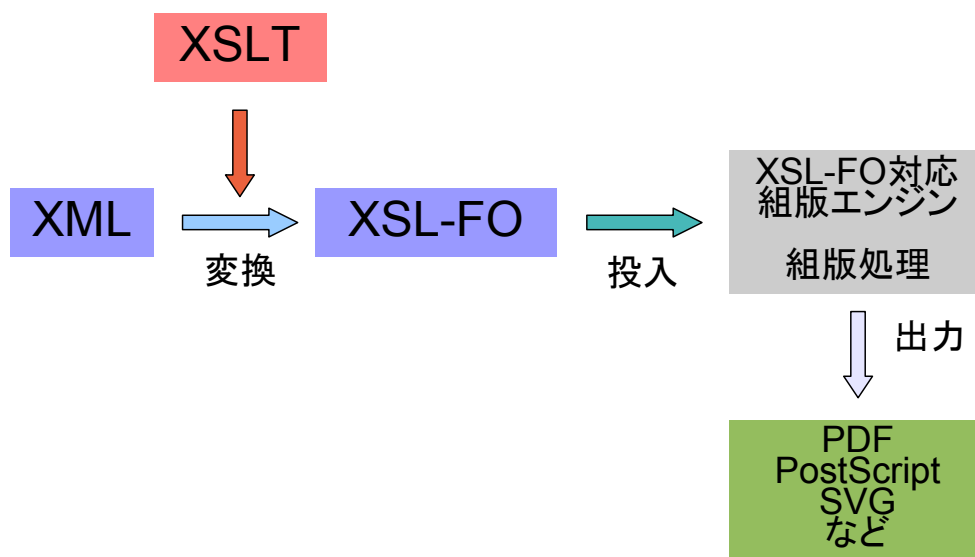 XSLT
XML
変換
XSL-FO
投入
XSL-FO対応
組版エンジン
組版処理
出力
PDF
PostScript
SVG
など